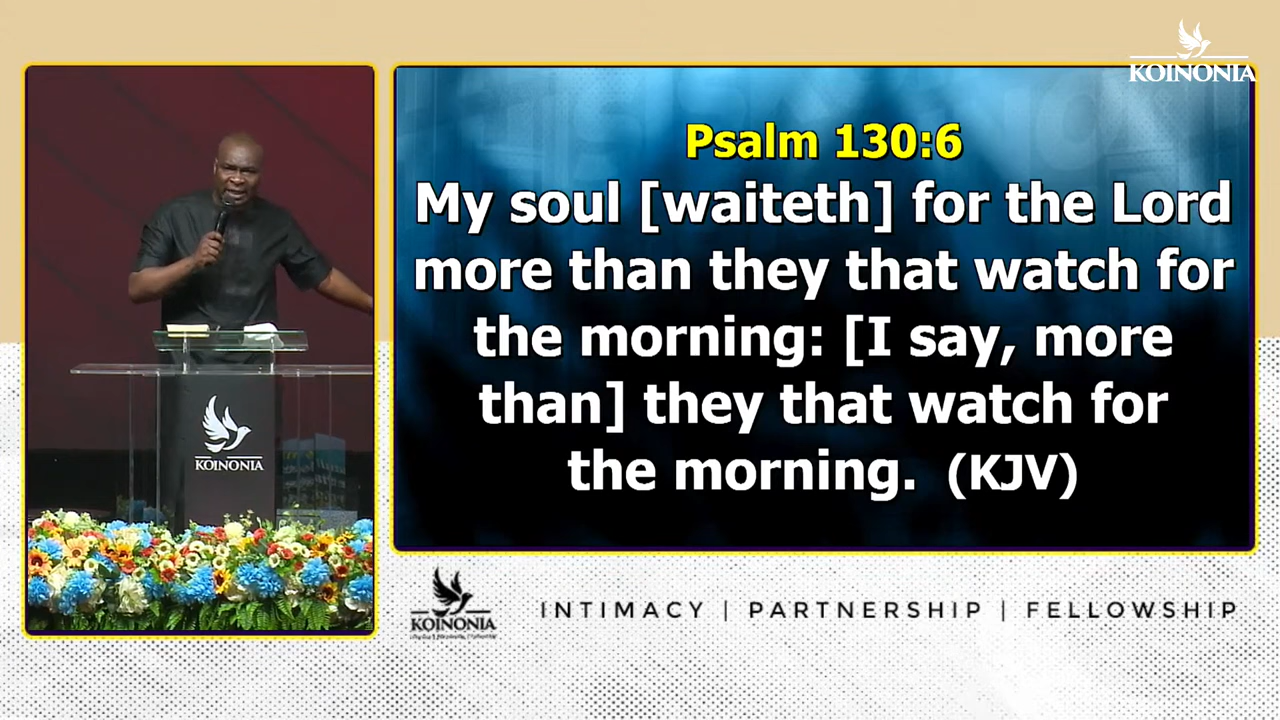 KOINONIA
Psalm 130:6
My soul [waiteth] for the Lord
more than they that watch for
the morning: [I say, more
than] they that watch for
the morning. (KJV)
KOINONIA
KOINONIA
INTIMACY | PARTNERSHIP | FELLOWSHIP